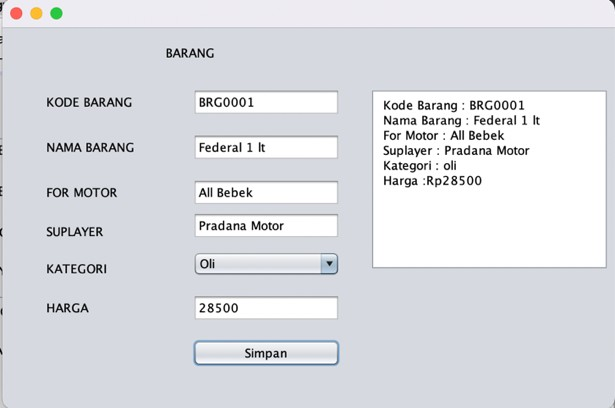 BARANG
KODE BARANG BRG0001
NAMA BARANG Federal 1 lt
FOR MOTOR All Bebek
SUPLAYER Pradana Motor
KATEGORI Oli
HARGA 28500
Simpan
Kode Barang : BRG0001
Nama Barang : Federal 1 lt
For Motor : All Bebek
Suplayer : Pradana Motor
Kategori : oli
Harga :Rp28500